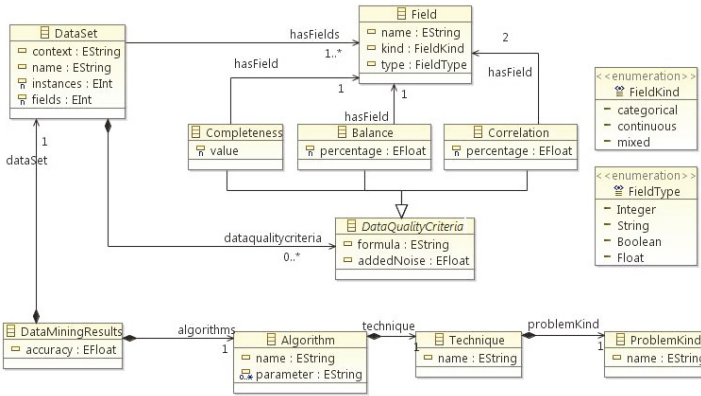 DataSet
context : EString
name : EString
instances : EInt
fields : EInt
hasFields
1..*
Field
name : EString
kind : FieldKind
type : FieldType
2
hasField
1
hasField
1
hasField
<<enumeration>>
FieldKind
categorical
continuous
mixed
Completeness
value
Balance
percentage : EFloat
Correlation
percentage : EFloat
1
dataSet
<<enumeration>>
FieldType
Integer
String
Boolean
Float
DataQualityCriteria
formula : EString
addedNoise : EFloat
dataqualitycriteria
0..*
DataMiningResults
accuracy : EFloat
algorithms
1
Algorithm
name : EString
0..* parameter : EString
technique
1
Technique
name : EString
problemKind
1
ProblemKind
name : EString